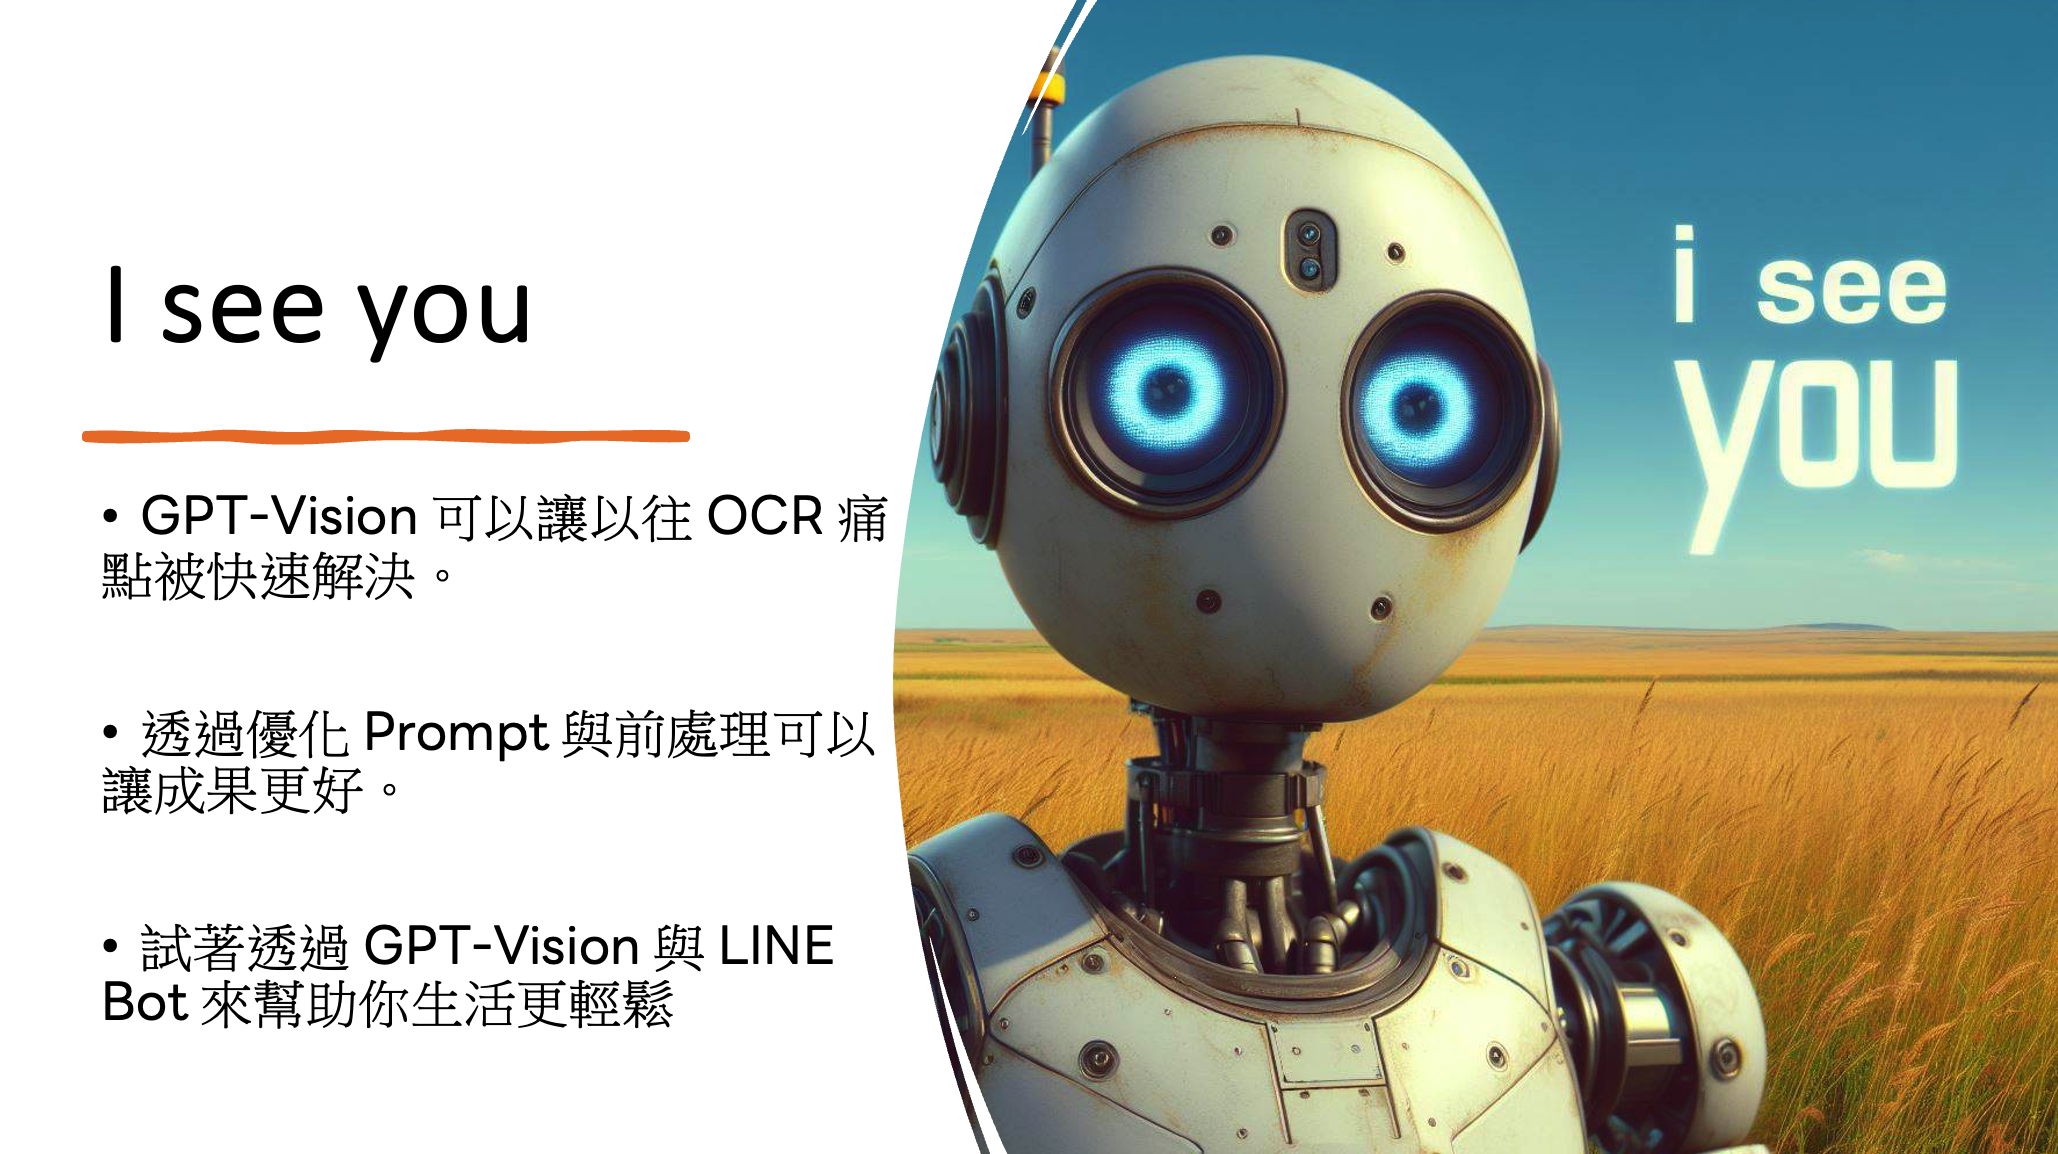 I see you
• GPT-Vision 可以讓以往 OCR 痛
點被快速解決。
• 透過優化 Prompt 與前處理可以
讓成果更好。
• 試著透過 GPT-Vision 與 LINE
Bot 來幫助你生活更輕鬆
i see
you